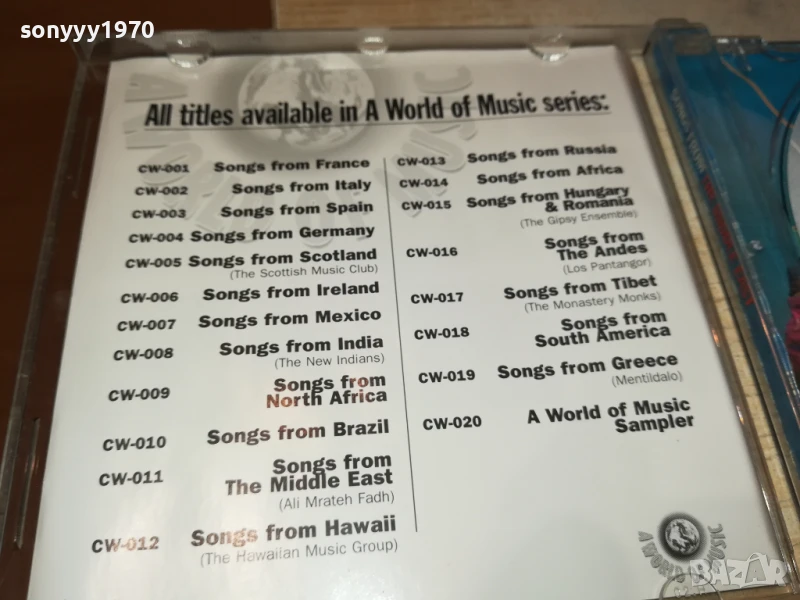 sonyyy1970
All titles available in A World of Music series:
CW-001 Songs from France
CW-002 Songs from Italy
CW-003 Songs from Spain
CW-004 Songs from Germany
CW-005 Songs from Scotland
(The Scottish Music Club)
CW-006 Songs from Ireland
CW-007 Songs from Mexico
CW-008 Songs from India
(The New Indians)
CW-009 Songs from
North Africa
CW-010 Songs from Brazil
CW-011 Songs from
The Middle East
(Ali Mrateh Fadh)
CW-012 Songs from Hawaii
(The Hawaiian Music Group)
CW-013 Songs from Russia
CW-014 Songs from Africa
CW-015 Songs from Hungary
& Romania
(The Gipsy Ensemble)
CW-016 Songs from
The Andes
(Los Pantangor)
CW-017 Songs from Tibet
(The Monastery Monks)
CW-018 Songs from
South America
CW-019 Songs from Greece
(Mentildalo)
CW-020 A World of Music
Sampler
A WORLD OF MUSIC
BAZAR